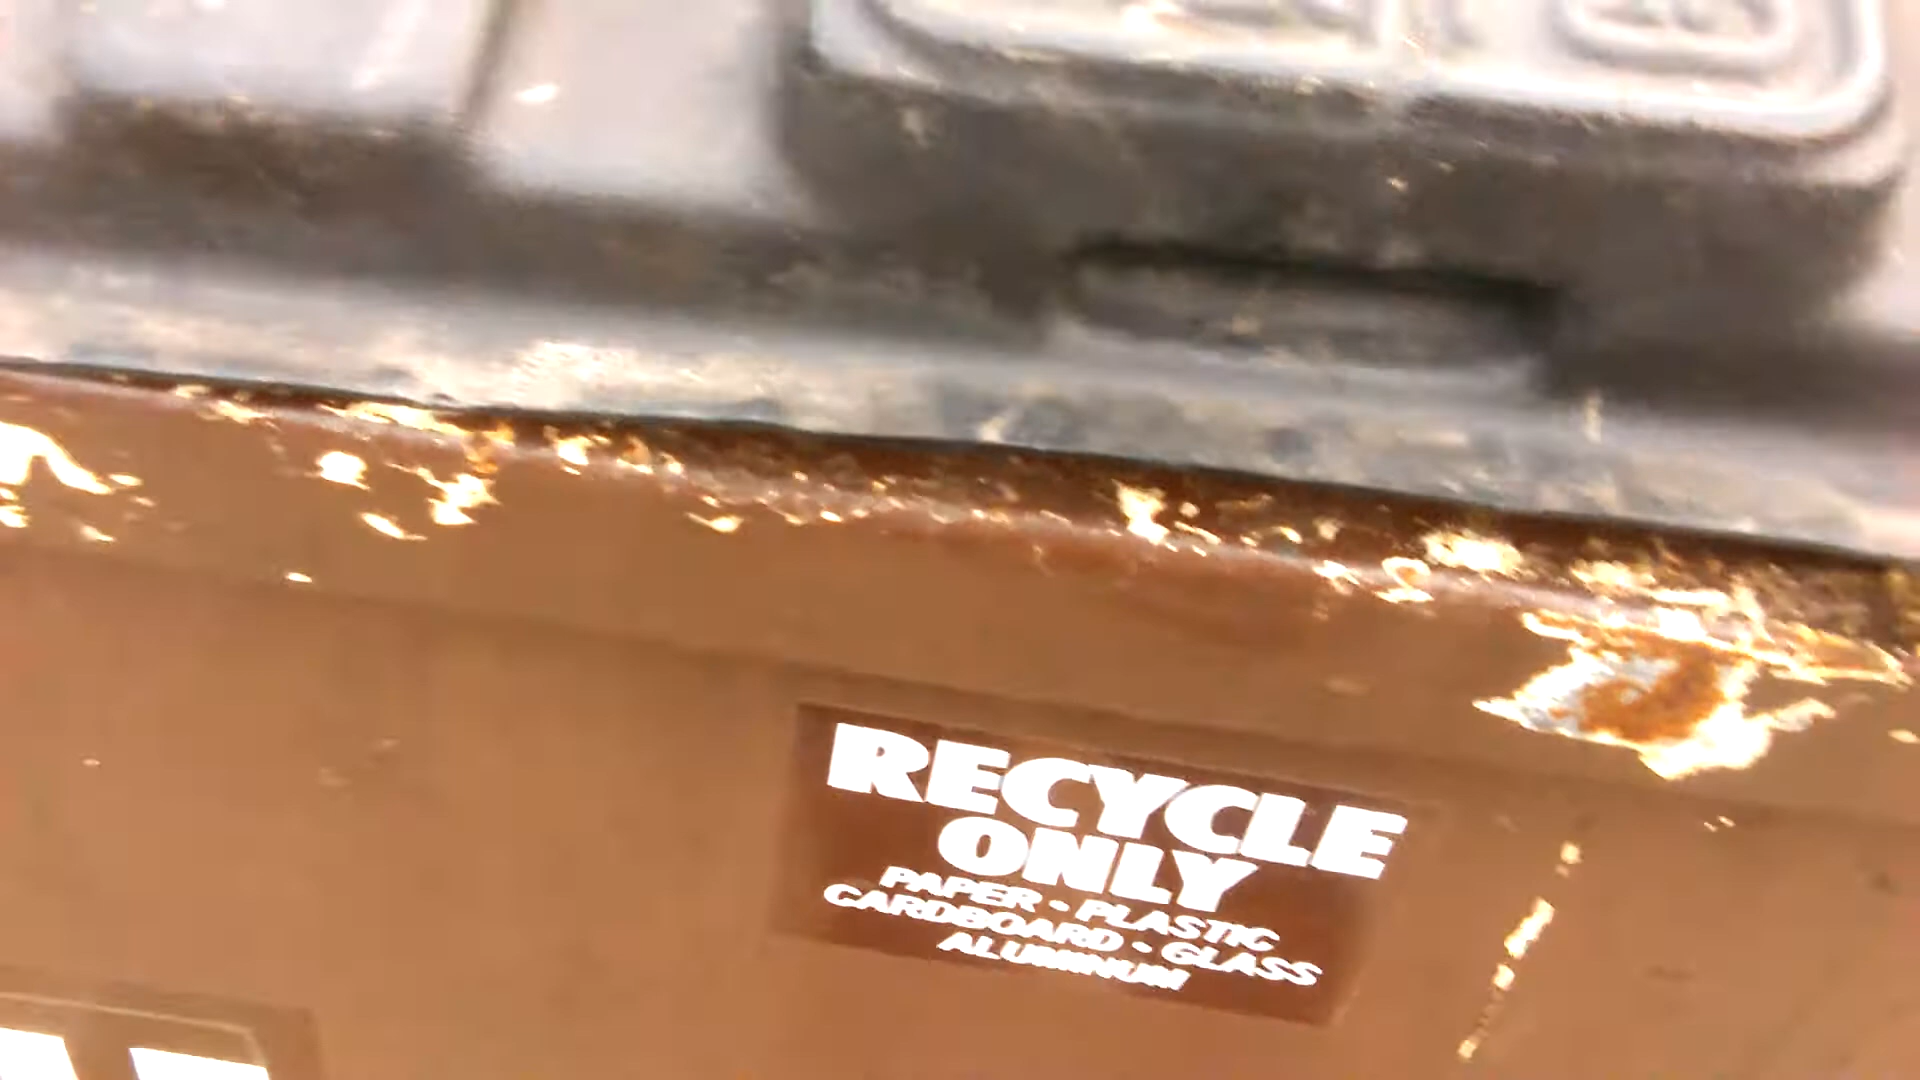 RECYCLE
ONLY
PAPER • PLASTIC
CARDBOARD • GLASS
ALUMINUM